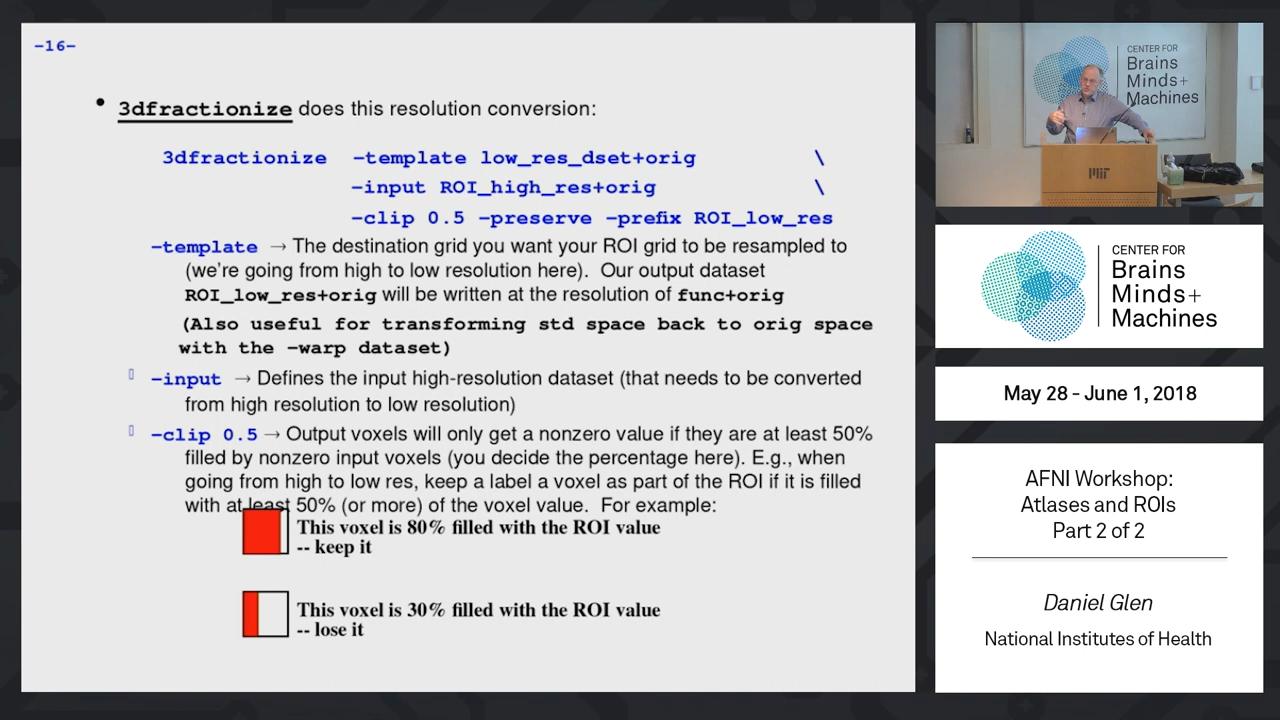 -16-
• 3dfractionize does this resolution conversion:
3dfractionize -template low_res_dset+orig \
-input ROI_high_res+orig \
-clip 0.5 -preserve -prefix ROI_low_res
-template → The destination grid you want your ROI grid to be resampled to
(we're going from high to low resolution here). Our output dataset
ROI_low_res+orig will be written at the resolution of func+orig
(Also useful for transforming std space back to orig space
with the -warp dataset)
-input → Defines the input high-resolution dataset (that needs to be converted
from high resolution to low resolution)
-clip 0.5 → Output voxels will only get a nonzero value if they are at least 50%
filled by nonzero input voxels (you decide the percentage here). E.g., when
going from high to low res, keep a label a voxel as part of the ROI if it is filled
with at least 50% (or more) of the voxel value. For example:
This voxel is 80% filled with the ROI value
-- keep it
This voxel is 30% filled with the ROI value
-- lose it
CENTER FOR
Brains
Minds+
Machines
MIT
CENTER FOR
Brains
Minds+
Machines
May 28 - June 1, 2018
AFNI Workshop:
Atlases and ROIs
Part 2 of 2
Daniel Glen
National Institutes of Health